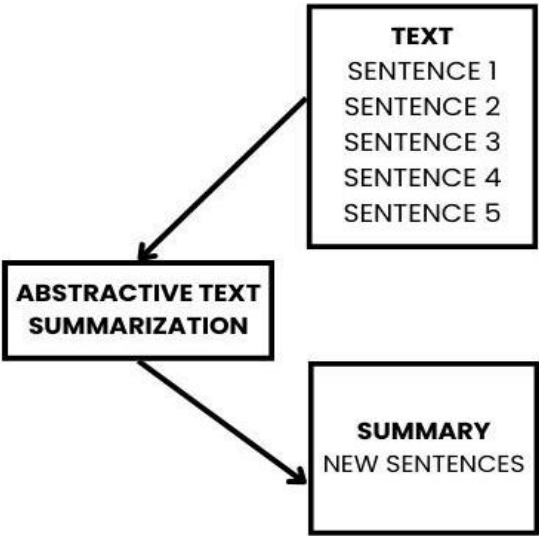 TEXT
SENTENCE 1
SENTENCE 2
SENTENCE 3
SENTENCE 4
SENTENCE 5
ABSTRACTIVE TEXT
SUMMARIZATION
SUMMARY
NEW SENTENCES